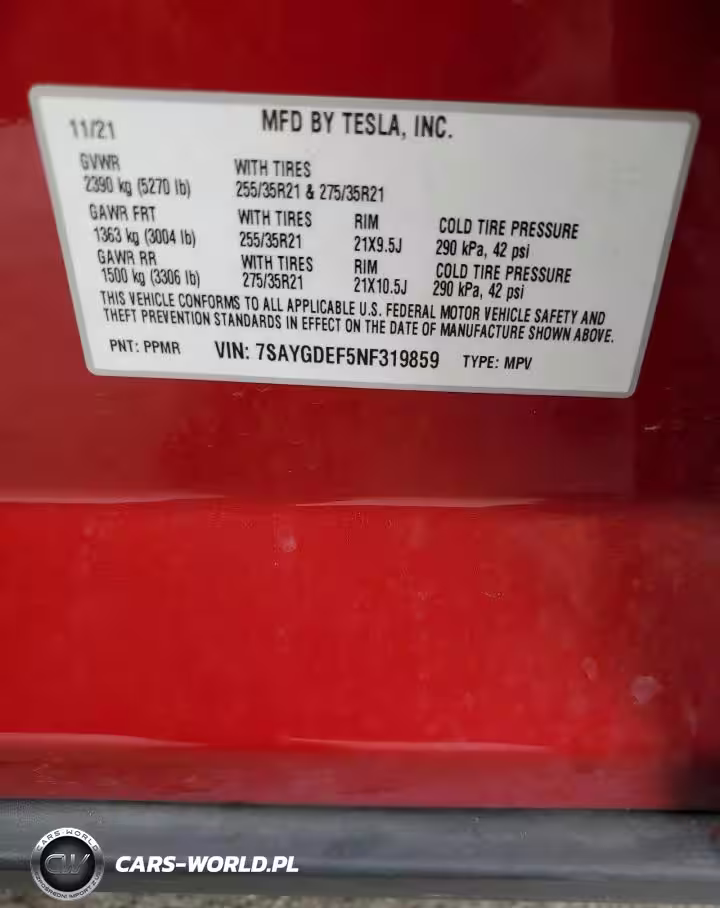 11/21 MFD BY TESLA, INC.
GVWR WITH TIRES
2390 kg (5270 lb) 255/35R21 & 275/35R21
GAWR FRT WITH TIRES RIM COLD TIRE PRESSURE
1363 kg (3004 lb) 255/35R21 21X9.5J 290 kPa, 42 psi
GAWR RR WITH TIRES RIM COLD TIRE PRESSURE
1500 kg (3306 lb) 275/35R21 21X10.5J 290 kPa, 42 psi
THIS VEHICLE CONFORMS TO ALL APPLICABLE U.S. FEDERAL MOTOR VEHICLE SAFETY AND
THEFT PREVENTION STANDARDS IN EFFECT ON THE DATE OF MANUFACTURE SHOWN ABOVE.
PNT: PPMR VIN: 7SAYGDEF5NF319859 TYPE: MPV
CARS-WORLD
CW
CARS-WORLD.PL